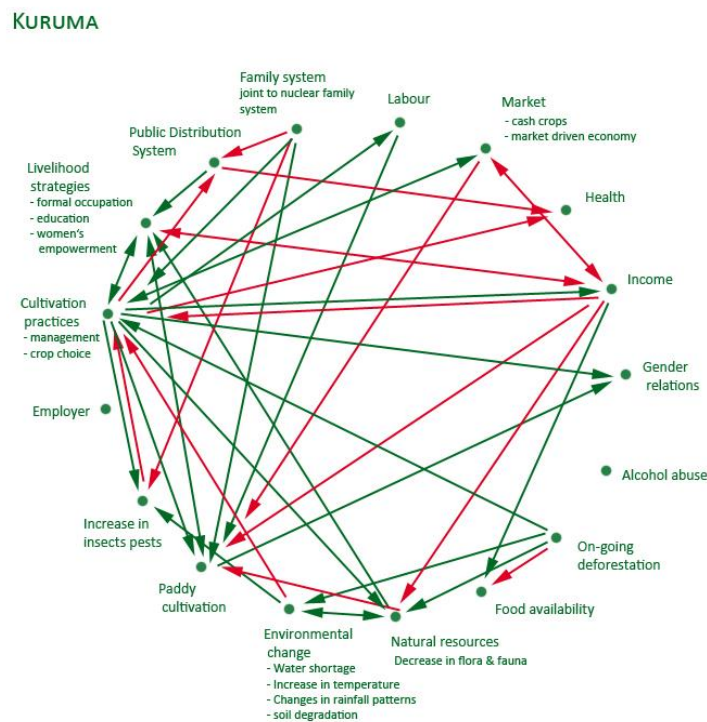 KURUMA
Family system
joint to nuclear family
system
Labour
Market
- cash crops
- market driven economy
Public Distribution
System
Livelihood
strategies
- formal occupation
- education
- women's
empowerment
Health
Cultivation
practices
- management
- crop choice
Income
Gender
relations
Employer
Alcohol abuse
Increase in
insects pests
On-going
deforestation
Paddy
cultivation
Food availability
Environmental
change
- Water shortage
- Increase in temperature
- Changes in rainfall patterns
- soil degradation
Natural resources
Decrease in flora & fauna